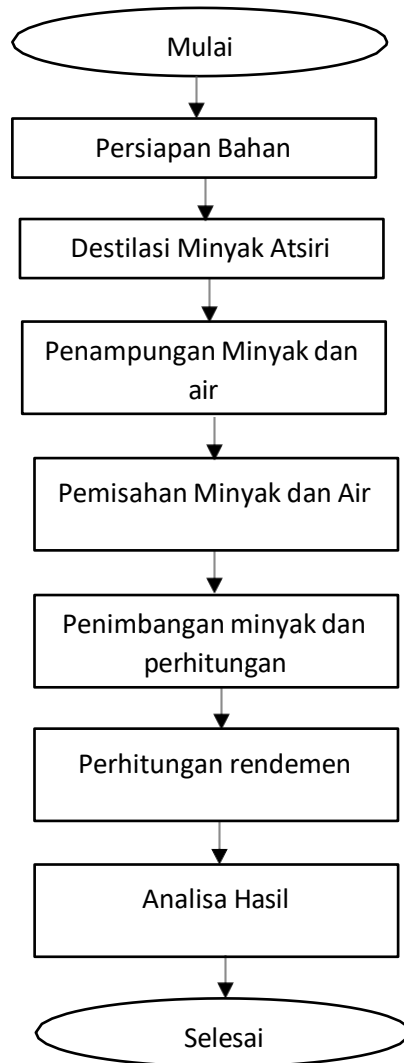 Mulai
Persiapan Bahan
Destilasi Minyak Atsiri
Penampungan Minyak dan
air
Pemisahan Minyak dan Air
Penimbangan minyak dan
perhitungan
Perhitungan rendemen
Analisa Hasil
Selesai